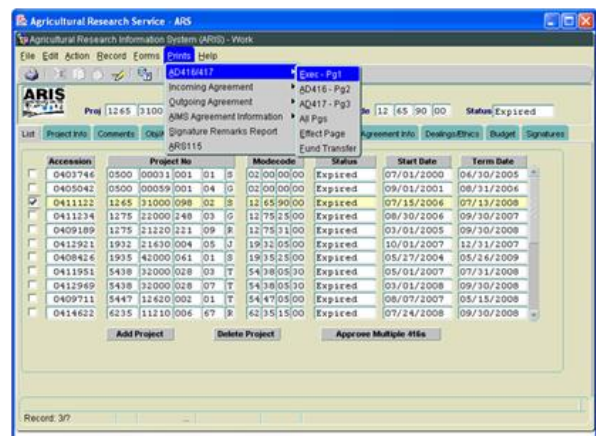 Agricultural Research Service - ARS
Agricultural Research Information System (ARIS) - Work
File Edit Action Record Forms Prints Help
AD416/417
Incoming Agreement
Outgoing Agreement
AIMS Agreement Information
Signature Remarks Report
ARS115
Exec - Pg1
AD416 - Pg2
AD417 - Pg3
All Pgs
Effect Page
Fund Transfer
ARIS
Proj 1265 3100 12 65 90 00 Status Expired
List Project Info Comments Agreement Info Dealings/Ethics Budget Signatures
Accession Project No Modecode Status Start Date Term Date
0403746 0500 00031 001 01 S 02 00 00 00 Expired 07/01/2000 06/30/2005
0405042 0500 00059 001 04 G 02 00 00 00 Expired 09/01/2001 08/31/2006
0411122 1265 31000 098 02 S 12 65 90 00 Expired 07/15/2006 07/13/2008
0411234 1275 22000 248 03 G 12 75 25 00 Expired 08/30/2006 09/30/2007
0409189 1275 21220 221 09 R 12 75 31 00 Expired 03/01/2005 09/30/2008
0412921 1932 21630 004 05 J 19 32 05 00 Expired 10/01/2007 12/31/2007
0408426 1935 42000 061 01 S 19 35 25 00 Expired 05/27/2004 05/26/2009
0411951 5438 32000 028 03 T 54 38 05 30 Expired 05/01/2007 07/31/2008
0412969 5438 32000 028 07 T 54 38 05 30 Expired 03/01/2008 09/30/2008
0409711 5447 12620 002 01 T 54 47 05 00 Expired 08/07/2007 05/15/2008
0414622 6235 11210 006 67 R 62 35 15 00 Expired 07/24/2008 09/30/2008
Add Project Delete Project Approve Multiple 416s
Record: 3/?